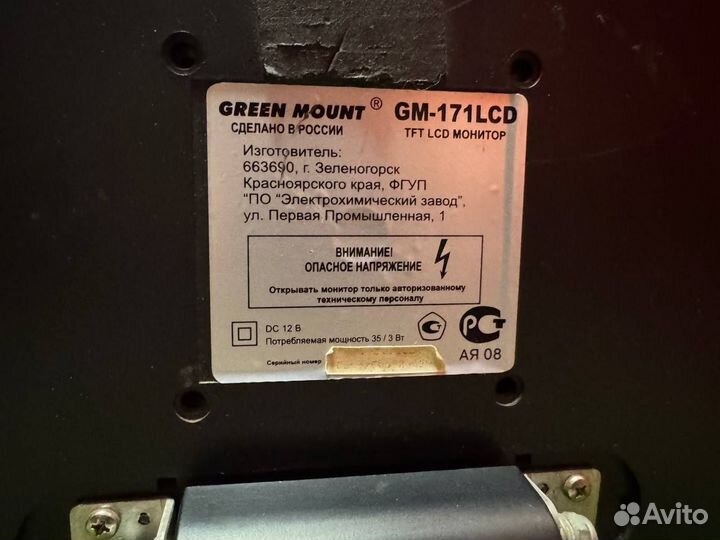 GREEN MOUNT® GM-171LCD
СДЕЛАНО В РОССИИ TFT LCD МОНИТОР
Изготовитель:
663690, г. Зеленогорск
Красноярского края, ФГУП
"ПО "Электрохимический завод",
ул. Первая Промышленная, 1
ВНИМАНИЕ!
ОПАСНОЕ НАПРЯЖЕНИЕ
Открывать монитор только авторизованному
техническому персоналу
DC 12 В
Потребляемая мощность 35 / 3 Вт
РСТ
АЯ 08
Серийный номер
Avito